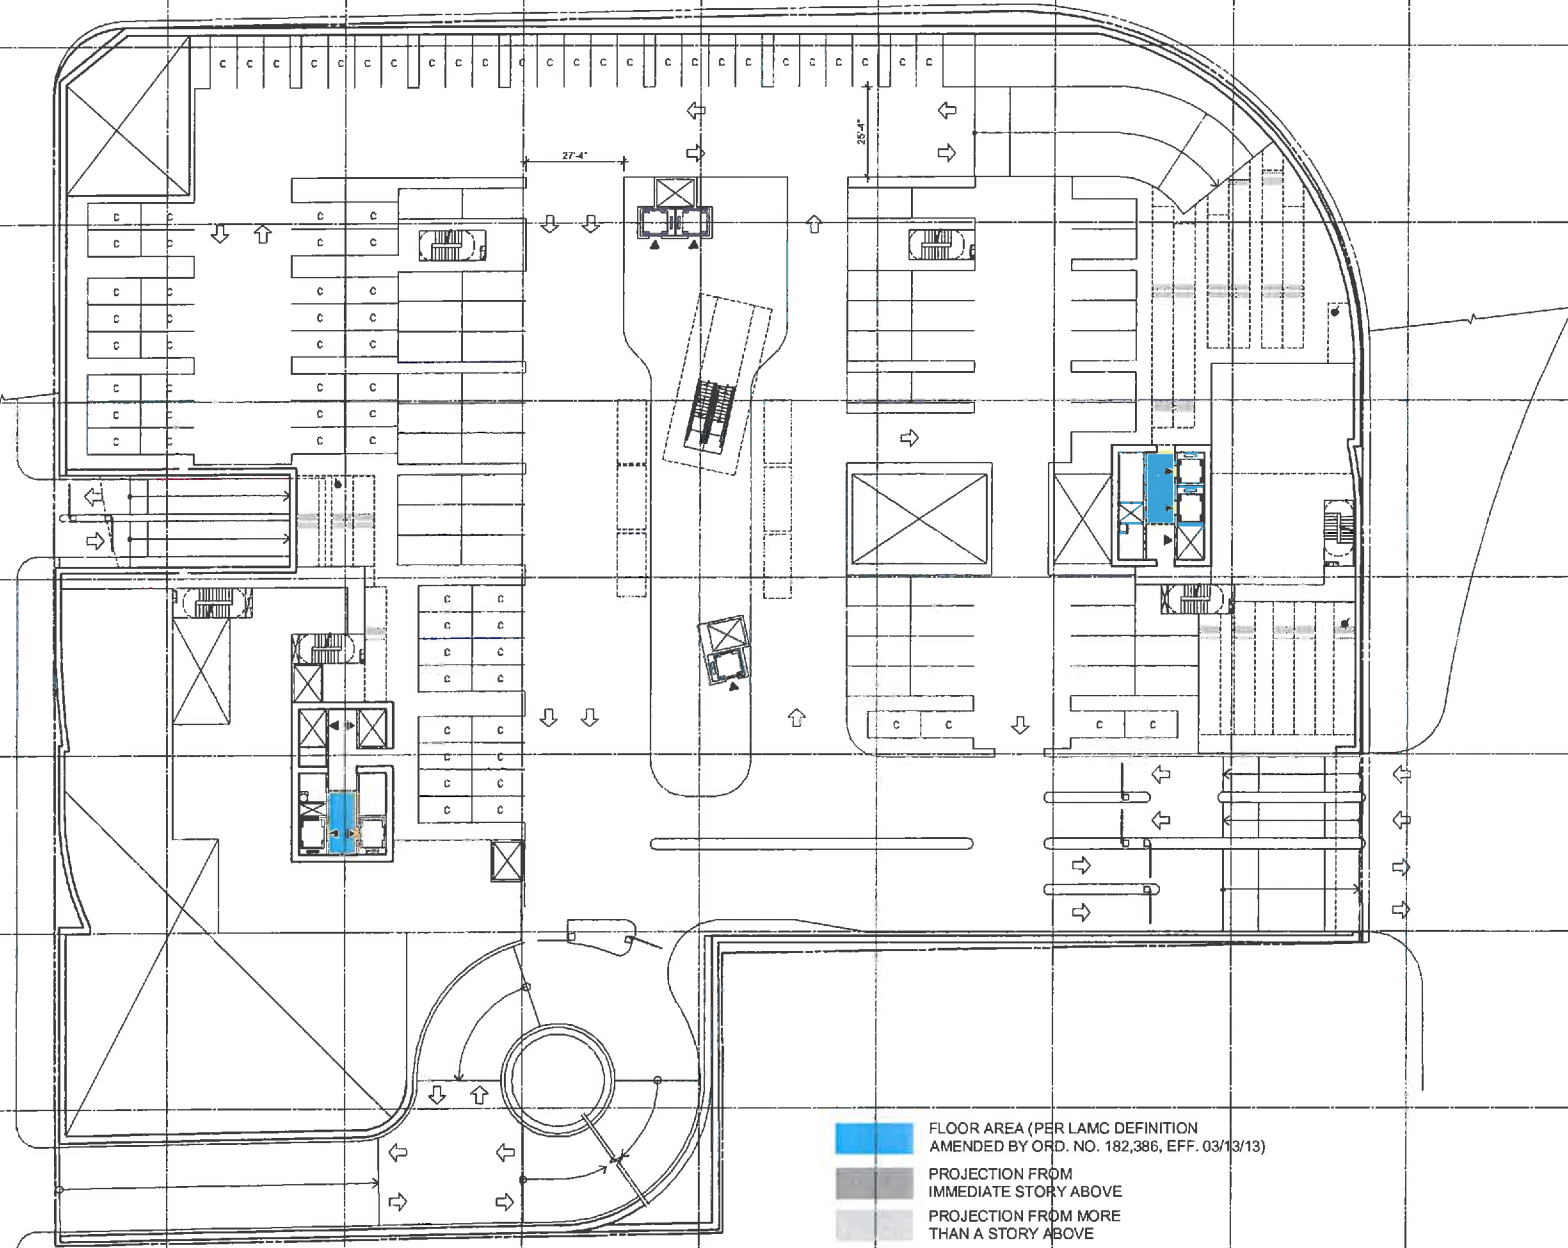 C C C C C C C C C C C C C C C C C C C C C C C C C
25'-4"
27'-4"
C C C C
C C C C
C C C C
C C C C
C C C C
C C C C
C C C C
C C C C
C C
C C
C C
C C
C C C C
C C
C C
C C
C C
FLOOR AREA (PER LAMC DEFINITION
AMENDED BY ORD. NO. 182,386, EFF. 03/13/13)
PROJECTION FROM
IMMEDIATE STORY ABOVE
PROJECTION FROM MORE
THAN A STORY ABOVE